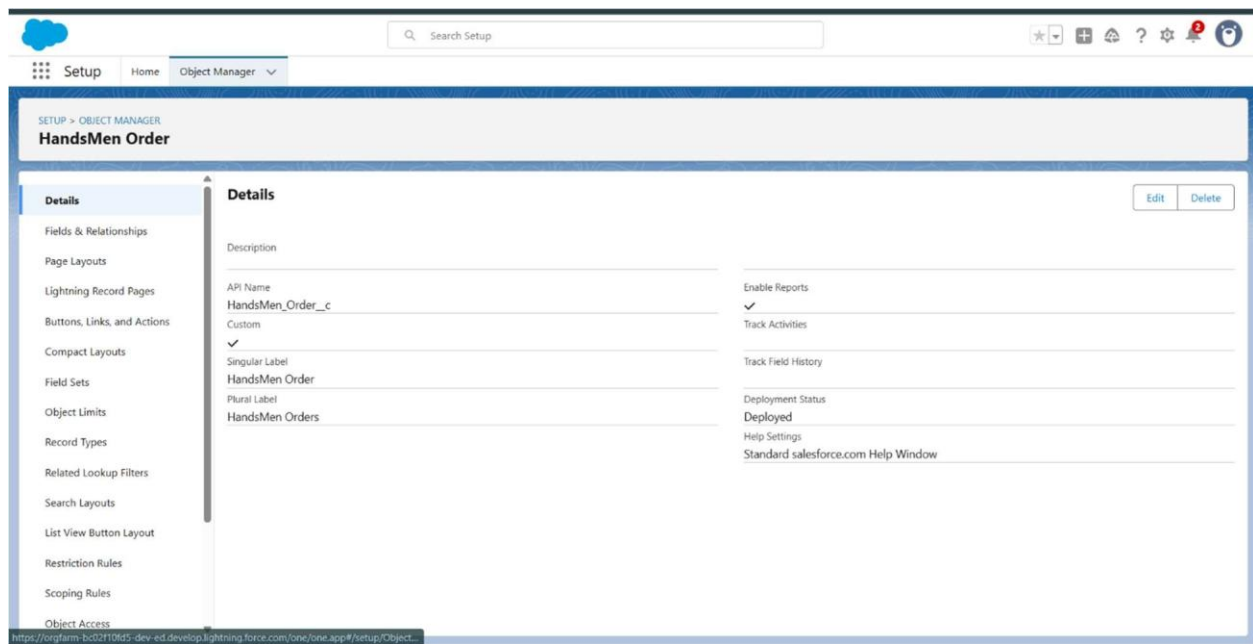 Search Setup
2
Setup
Home
Object Manager
SETUP > OBJECT MANAGER
HandsMen Order
Details
Fields & Relationships
Page Layouts
Lightning Record Pages
Buttons, Links, and Actions
Compact Layouts
Field Sets
Object Limits
Record Types
Related Lookup Filters
Search Layouts
List View Button Layout
Restriction Rules
Scoping Rules
Object Access
Details
Edit
Delete
Description
API Name
HandsMen_Order__c
Custom
Singular Label
HandsMen Order
Plural Label
HandsMen Orders
Enable Reports
Track Activities
Track Field History
Deployment Status
Deployed
Help Settings
Standard salesforce.com Help Window
https://orgfarm-bc02f10fd5-dev-ed.develop.lightning.force.com/one/one.app#/setup/Object...